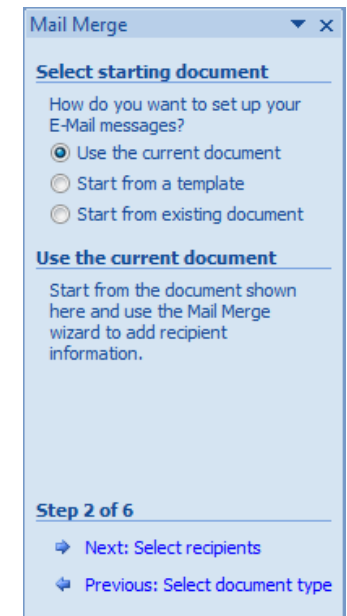 Mail Merge
Select starting document
How do you want to set up your
E-Mail messages?
Use the current document
Start from a template
Start from existing document
Use the current document
Start from the document shown
here and use the Mail Merge
wizard to add recipient
information.
Step 2 of 6
Next: Select recipients
Previous: Select document type